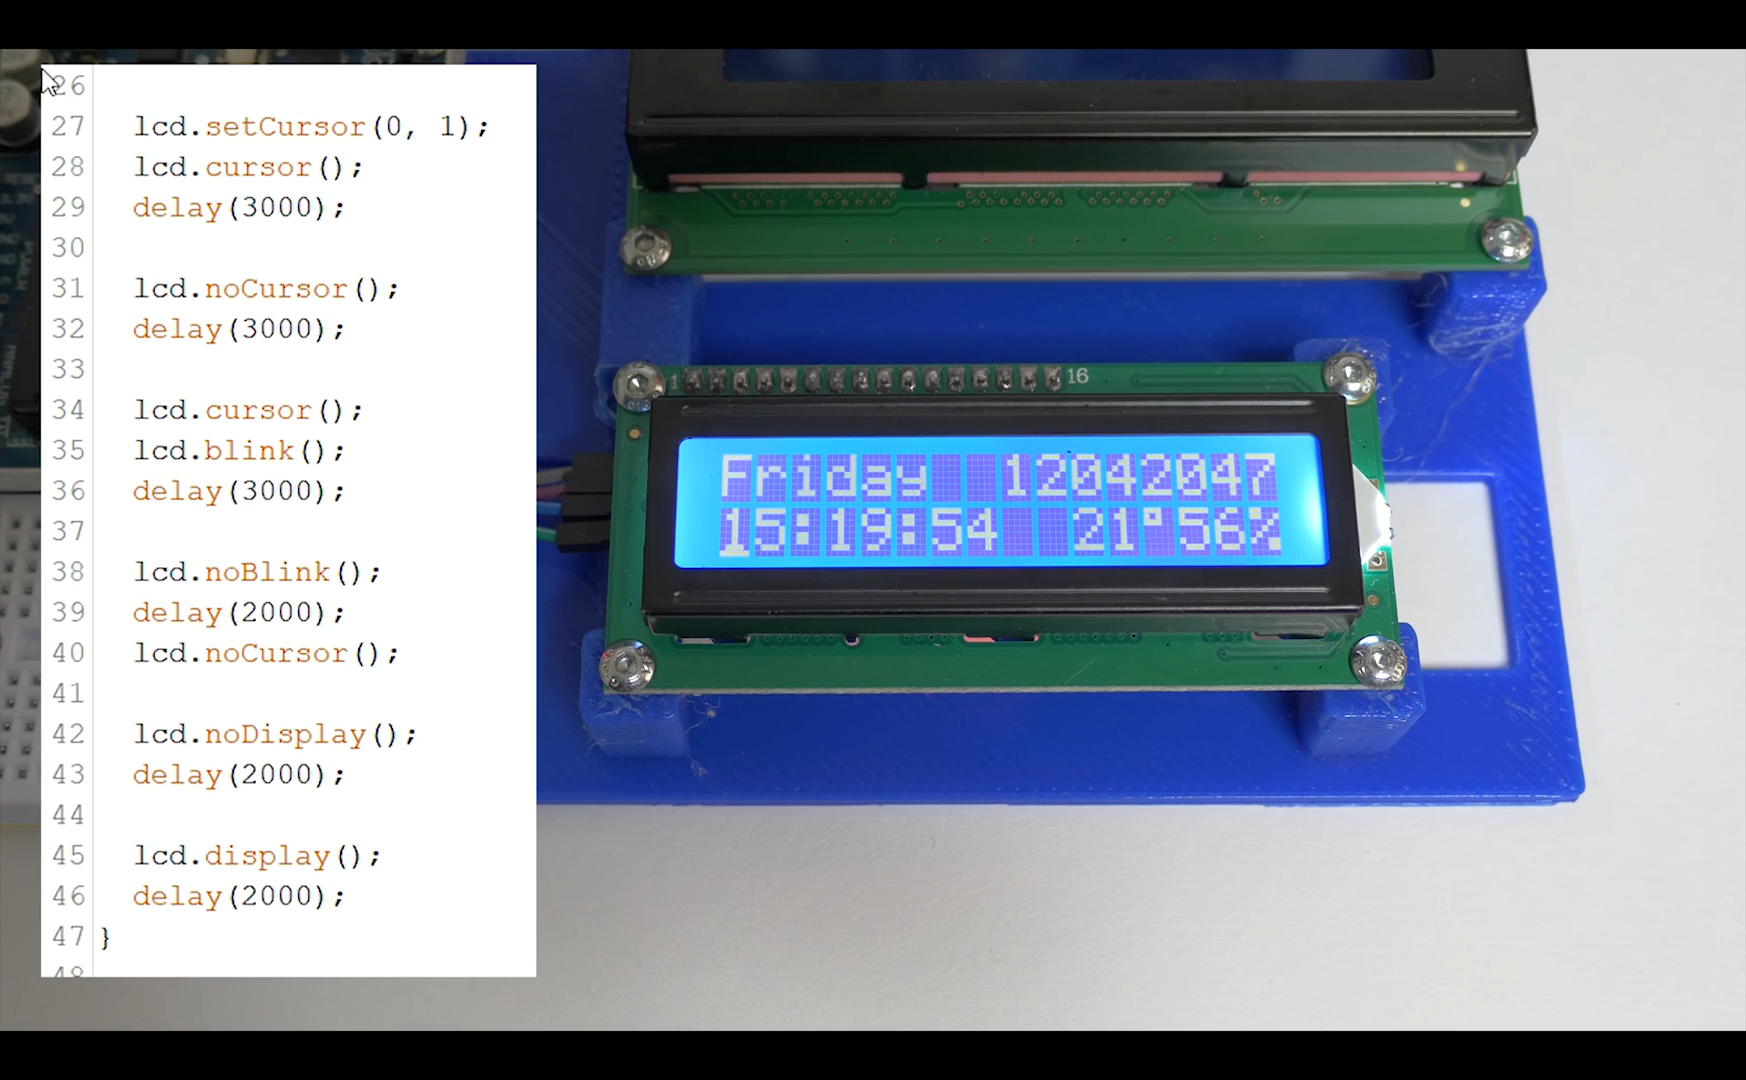 26
27 lcd.setCursor(0, 1);
28 lcd.cursor();
29 delay(3000);
30
31 lcd.noCursor();
32 delay(3000);
33
34 lcd.cursor();
35 lcd.blink();
36 delay(3000);
37
38 lcd.noBlink();
39 delay(2000);
40 lcd.noCursor();
41
42 lcd.noDisplay();
43 delay(2000);
44
45 lcd.display();
46 delay(2000);
47 }
48
1 16
Friday 12042047
15:19:54 21°56%